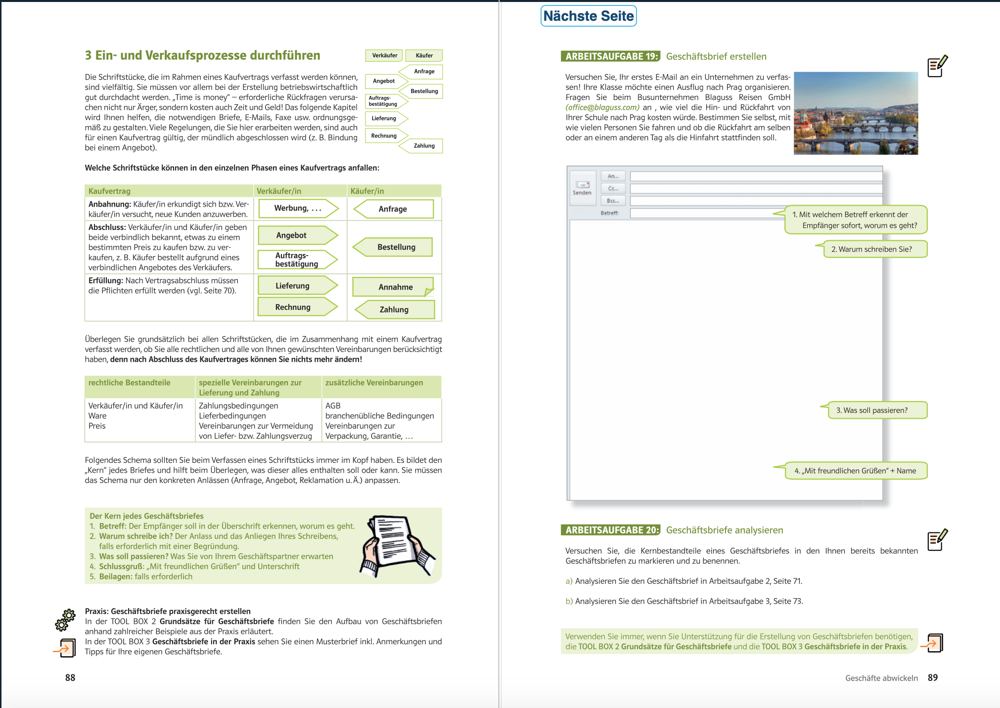 Nächste Seite
3 Ein- und Verkaufsprozesse durchführen
Die Schriftstücke, die im Rahmen eines Kaufvertrags verfasst werden können,
sind vielfältig. Sie müssen vor allem bei der Erstellung betriebswirtschaftlich
gut durchdacht werden. „Time is money“ – erforderliche Rückfragen verursa-
chen nicht nur Ärger, sondern kosten auch Zeit und Geld! Das folgende Kapitel
wird Ihnen helfen, die notwendigen Briefe, E-Mails, Faxe usw. ordnungsge-
mäß zu gestalten. Viele Regelungen, die Sie hier erarbeiten werden, sind auch
für einen Kaufvertrag gültig, der mündlich abgeschlossen wird (z. B. Bindung
bei einem Angebot).
Verkäufer Käufer
Anfrage
Angebot
Bestellung
Auftrags-
bestätigung
Lieferung
Rechnung
Zahlung
Welche Schriftstücke können in den einzelnen Phasen eines Kaufvertrags anfallen:
Kaufvertrag Verkäufer/in Käufer/in
Anbahnung: Käufer/in erkundigt sich bzw. Ver-
käufer/in versucht, neue Kunden anzuwerben.
Werbung, ... Anfrage
Abschluss: Verkäufer/in und Käufer/in geben
beide verbindlich bekannt, etwas zu einem
bestimmten Preis zu kaufen bzw. zu ver-
kaufen, z. B. Käufer bestellt aufgrund eines
verbindlichen Angebotes des Verkäufers.
Angebot
Bestellung
Auftrags-
bestätigung
Erfüllung: Nach Vertragsabschluss müssen
die Pflichten erfüllt werden (vgl. Seite 70).
Lieferung Annahme
Rechnung Zahlung
Überlegen Sie grundsätzlich bei allen Schriftstücken, die im Zusammenhang mit einem Kaufvertrag
verfasst werden, ob Sie alle rechtlichen und alle von Ihnen gewünschten Vereinbarungen berücksichtigt
haben, denn nach Abschluss des Kaufvertrages können Sie nichts mehr ändern!
rechtliche Bestandteile
spezielle Vereinbarungen zur
Lieferung und Zahlung
zusätzliche Vereinbarungen
Verkäufer/in und Käufer/in
Ware
Preis
Zahlungsbedingungen
Lieferbedingungen
Vereinbarungen zur Vermeidung
von Liefer- bzw. Zahlungsverzug
AGB
branchenübliche Bedingungen
Vereinbarungen zur
Verpackung, Garantie, ...
Folgendes Schema sollten Sie beim Verfassen eines Schriftstücks immer im Kopf haben. Es bildet den
„Kern“ jedes Briefes und hilft beim Überlegen, was dieser alles enthalten soll oder kann. Sie müssen
das Schema nur den konkreten Anlässen (Anfrage, Angebot, Reklamation u. Ä.) anpassen.
Der Kern jedes Geschäftsbriefes
1. Betreff: Der Empfänger soll in der Überschrift erkennen, worum es geht.
2. Warum schreibe ich? Der Anlass und das Anliegen Ihres Schreibens,
falls erforderlich mit einer Begründung.
3. Was soll passieren? Was Sie von Ihrem Geschäftspartner erwarten
4. Schlussgruß: „Mit freundlichen Grüßen“ und Unterschrift
5. Beilagen: falls erforderlich
Praxis: Geschäftsbriefe praxisgerecht erstellen
In der TOOL BOX 2 Grundsätze für Geschäftsbriefe finden Sie den Aufbau von Geschäftsbriefen
anhand zahlreicher Beispiele aus der Praxis erläutert.
In der TOOL BOX 3 Geschäftsbriefe in der Praxis sehen Sie einen Musterbrief inkl. Anmerkungen und
Tipps für Ihre eigenen Geschäftsbriefe.
88
ARBEITSAUFGABE 19: Geschäftsbrief erstellen
Versuchen Sie, Ihr erstes E-Mail an ein Unternehmen zu verfas-
sen! Ihre Klasse möchte einen Ausflug nach Prag organisieren.
Fragen Sie beim Busunternehmen Blaguss Reisen GmbH
(office@blaguss.com) an , wie viel die Hin- und Rückfahrt von
Ihrer Schule nach Prag kosten würde. Bestimmen Sie selbst, mit
wie vielen Personen Sie fahren und ob die Rückfahrt am selben
oder an einem anderen Tag als die Hinfahrt stattfinden soll.
Senden
An...
Cc...
Bcc...
Betreff:
1. Mit welchem Betreff erkennt der
Empfänger sofort, worum es geht?
2. Warum schreiben Sie?
3. Was soll passieren?
4. „Mit freundlichen Grüßen“ + Name
ARBEITSAUFGABE 20: Geschäftsbriefe analysieren
Versuchen Sie, die Kernbestandteile eines Geschäftsbriefes in den Ihnen bereits bekannten
Geschäftsbriefen zu markieren und zu benennen.
a) Analysieren Sie den Geschäftsbrief in Arbeitsaufgabe 2, Seite 71.
b) Analysieren Sie den Geschäftsbrief in Arbeitsaufgabe 3, Seite 73.
Verwenden Sie immer, wenn Sie Unterstützung für die Erstellung von Geschäftsbriefen benötigen,
die TOOL BOX 2 Grundsätze für Geschäftsbriefe und die TOOL BOX 3 Geschäftsbriefe in der Praxis.
Geschäfte abwickeln 89